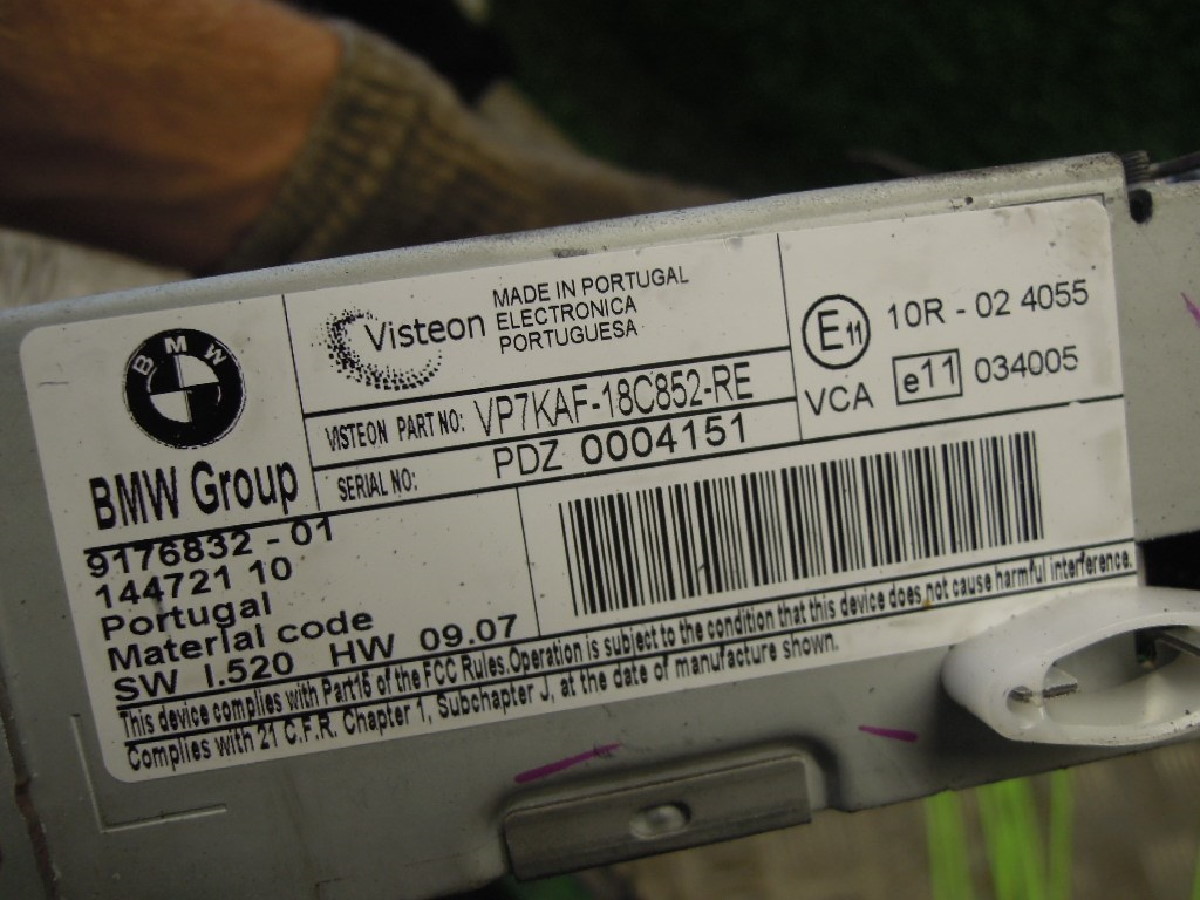 BMW
BMW Group
Visteon
MADE IN PORTUGAL
ELECTRONICA
PORTUGUESA
VISTEON PART NO: VP7KAF-18C852-RE
SERIAL NO: PDZ 0004151
E11 10R - 02 4055
VCA e11 034005
9176832 - 01
144721 10
Portugal
Material code
SW 1.520 HW 09.07
This device complies with Part15 of the FCC Rules.Operation is subject to the condition that this device does not cause harmful interference.
Complies with 21 C.F.R. Chapter 1, Subchapter J, at the date of manufacture shown.